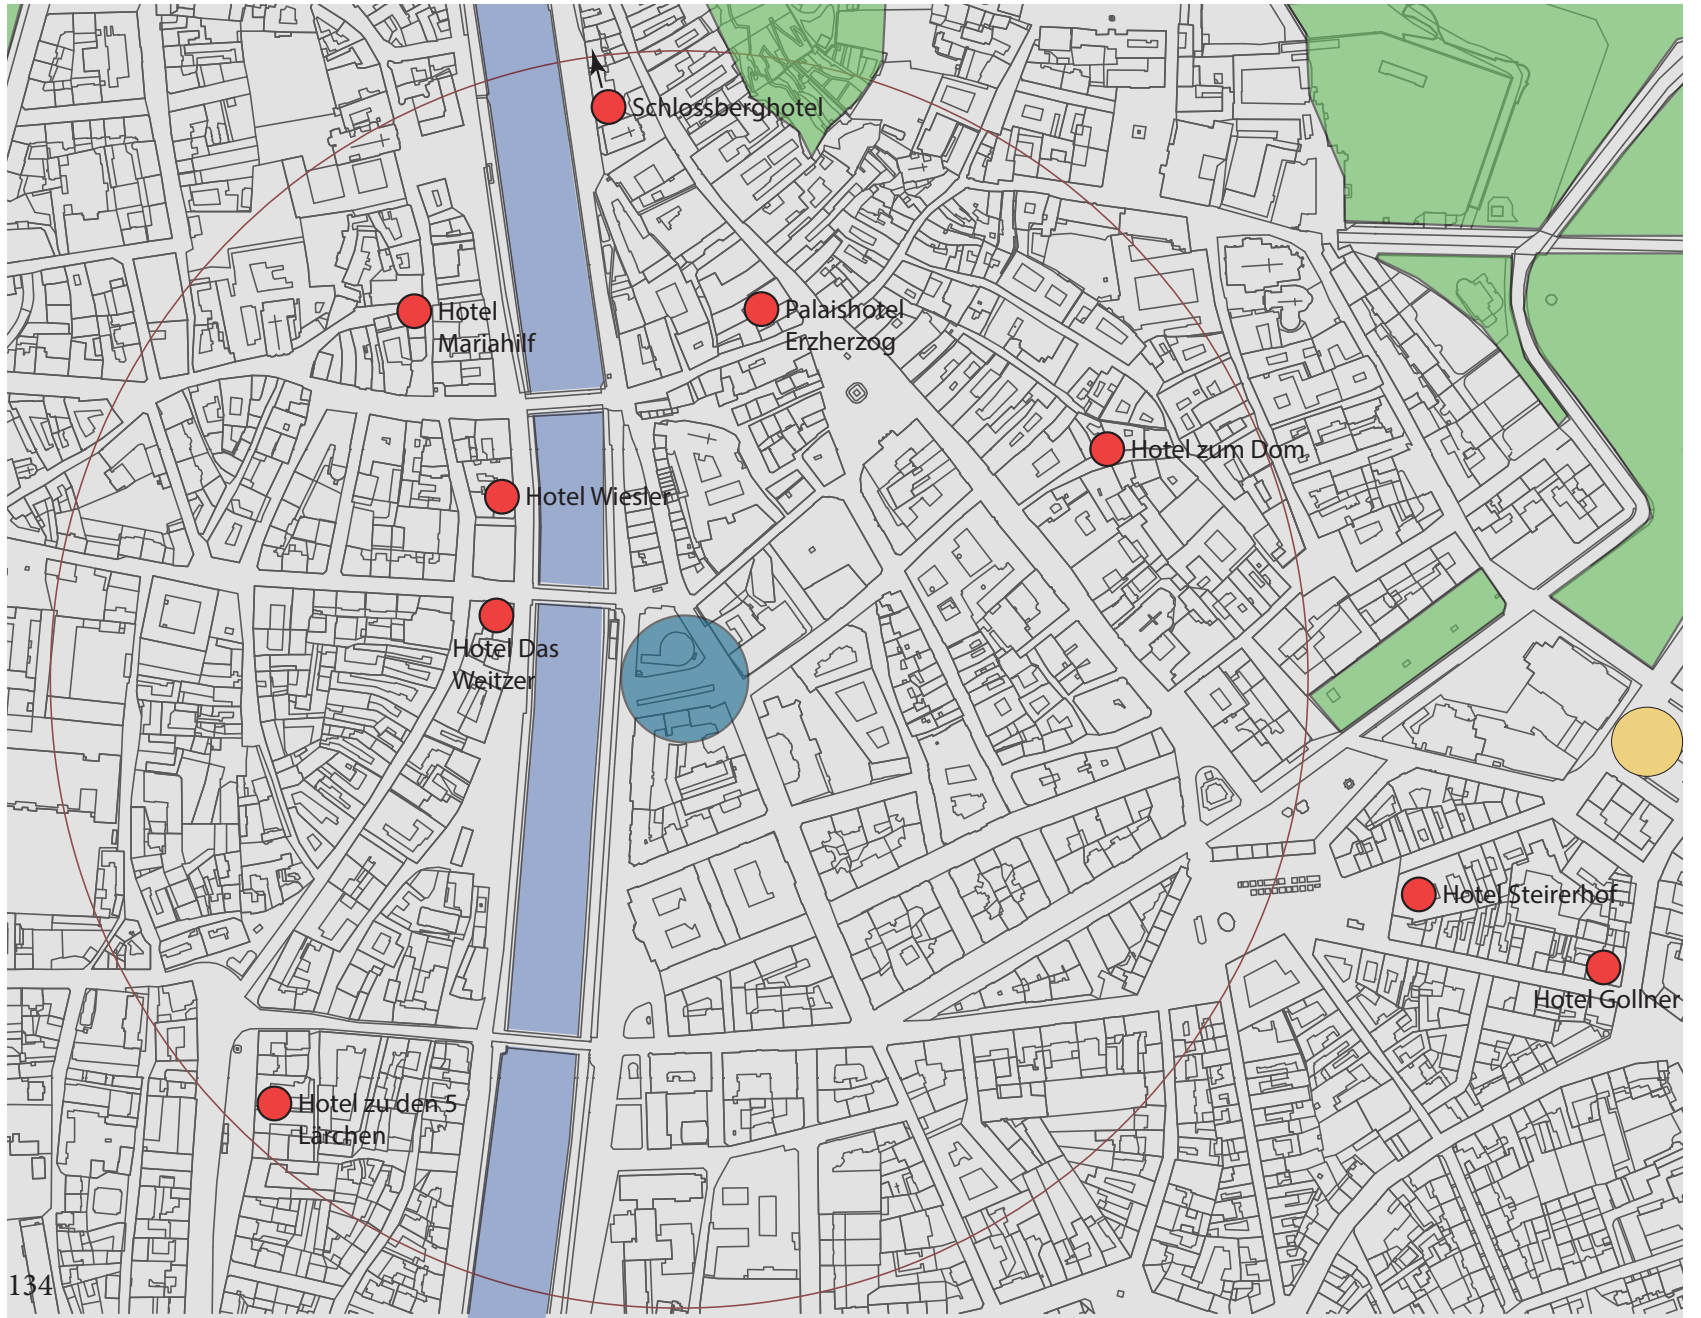 Schlossberghotel
Hotel
Mariahilf
Palaishotel
Erzherzog
Hotel zum Dom
Hotel Wiesler
Hotel Das
Weitzer
Hotel Steirerhof
Hotel Gollner
Hotel zu den 5
Lärchen
134